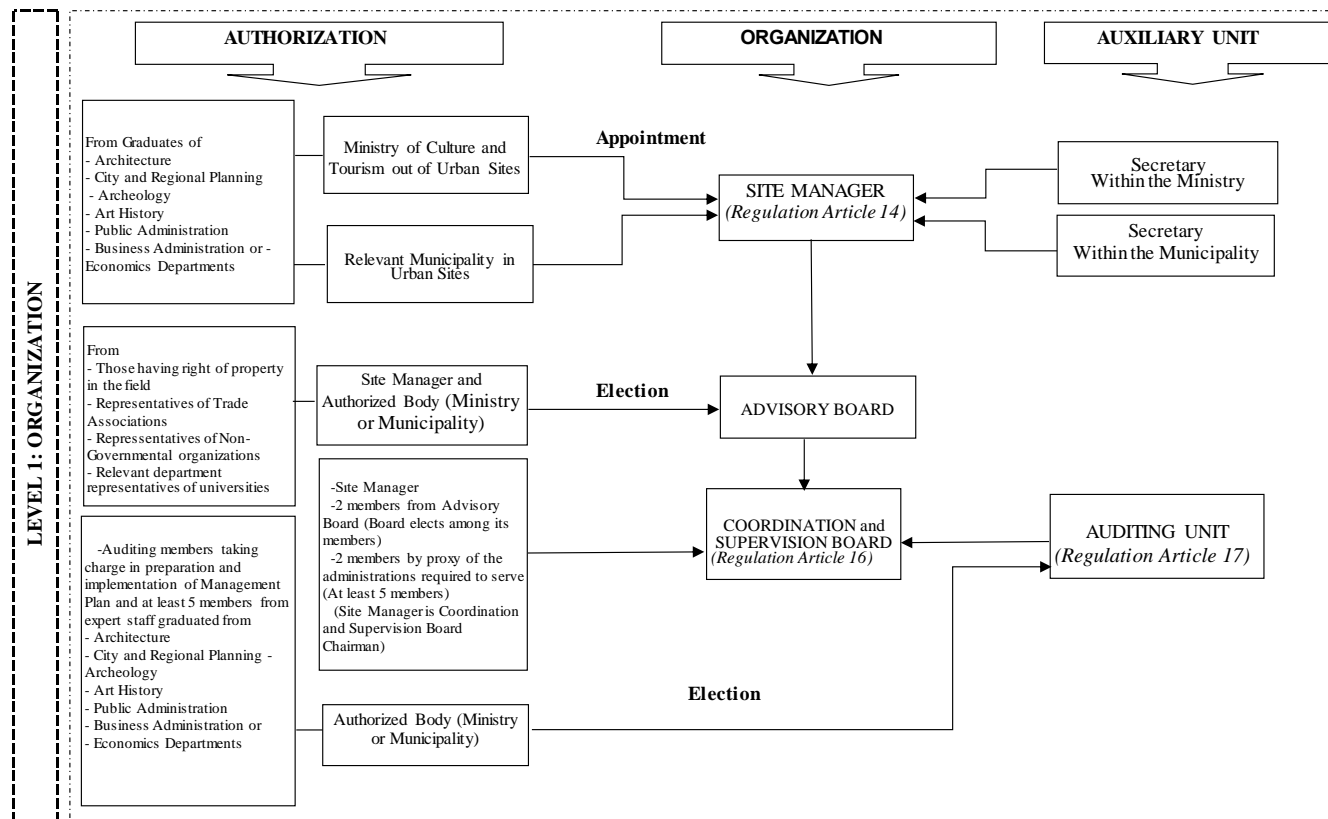 LEVEL 1: ORGANIZATION
AUTHORIZATION
ORGANIZATION
AUXILIARY UNIT
From Graduates of
- Architecture
- City and Regional Planning
- Archeology
- Art History
- Public Administration
- Business Administration or -
Economics Departments
Ministry of Culture and
Tourism out of Urban Sites
Relevant Municipality in
Urban Sites
Appointment
SITE MANAGER
(Regulation Article 14)
Secretary
Within the Ministry
Secretary
Within the Municipality
From
- Those having right of property
in the field
- Representatives of Trade
Associations
- Representatives of Non-
Governmental organizations
- Relevant department
representatives of universities
Sıte Manager and
Authorized Body (Ministry
or Municipality)
Election
ADVISORY BOARD
-Sıte Manager
-2 members from Advisory
Board (Board elects among its
members)
-2 members by proxy of the
administrations required to serve
(At least 5 members)
(Site Manager is Coordination
and Supervision Board
Chairman)
COORDINATION and
SUPERVISION BOARD
(Regulation Article 16)
AUDITING UNIT
(Regulation Article 17)
-Auditing members taking
charge in preparation and
implementation of Management
Plan and at least 5 members from
expert staff graduated from
- Architecture
- City and Regional Planning -
Archeology
- Art History
- Public Administration
- Business Administration or
- Economics Departments
Authorized Body (Ministry
or Municipality)
Election